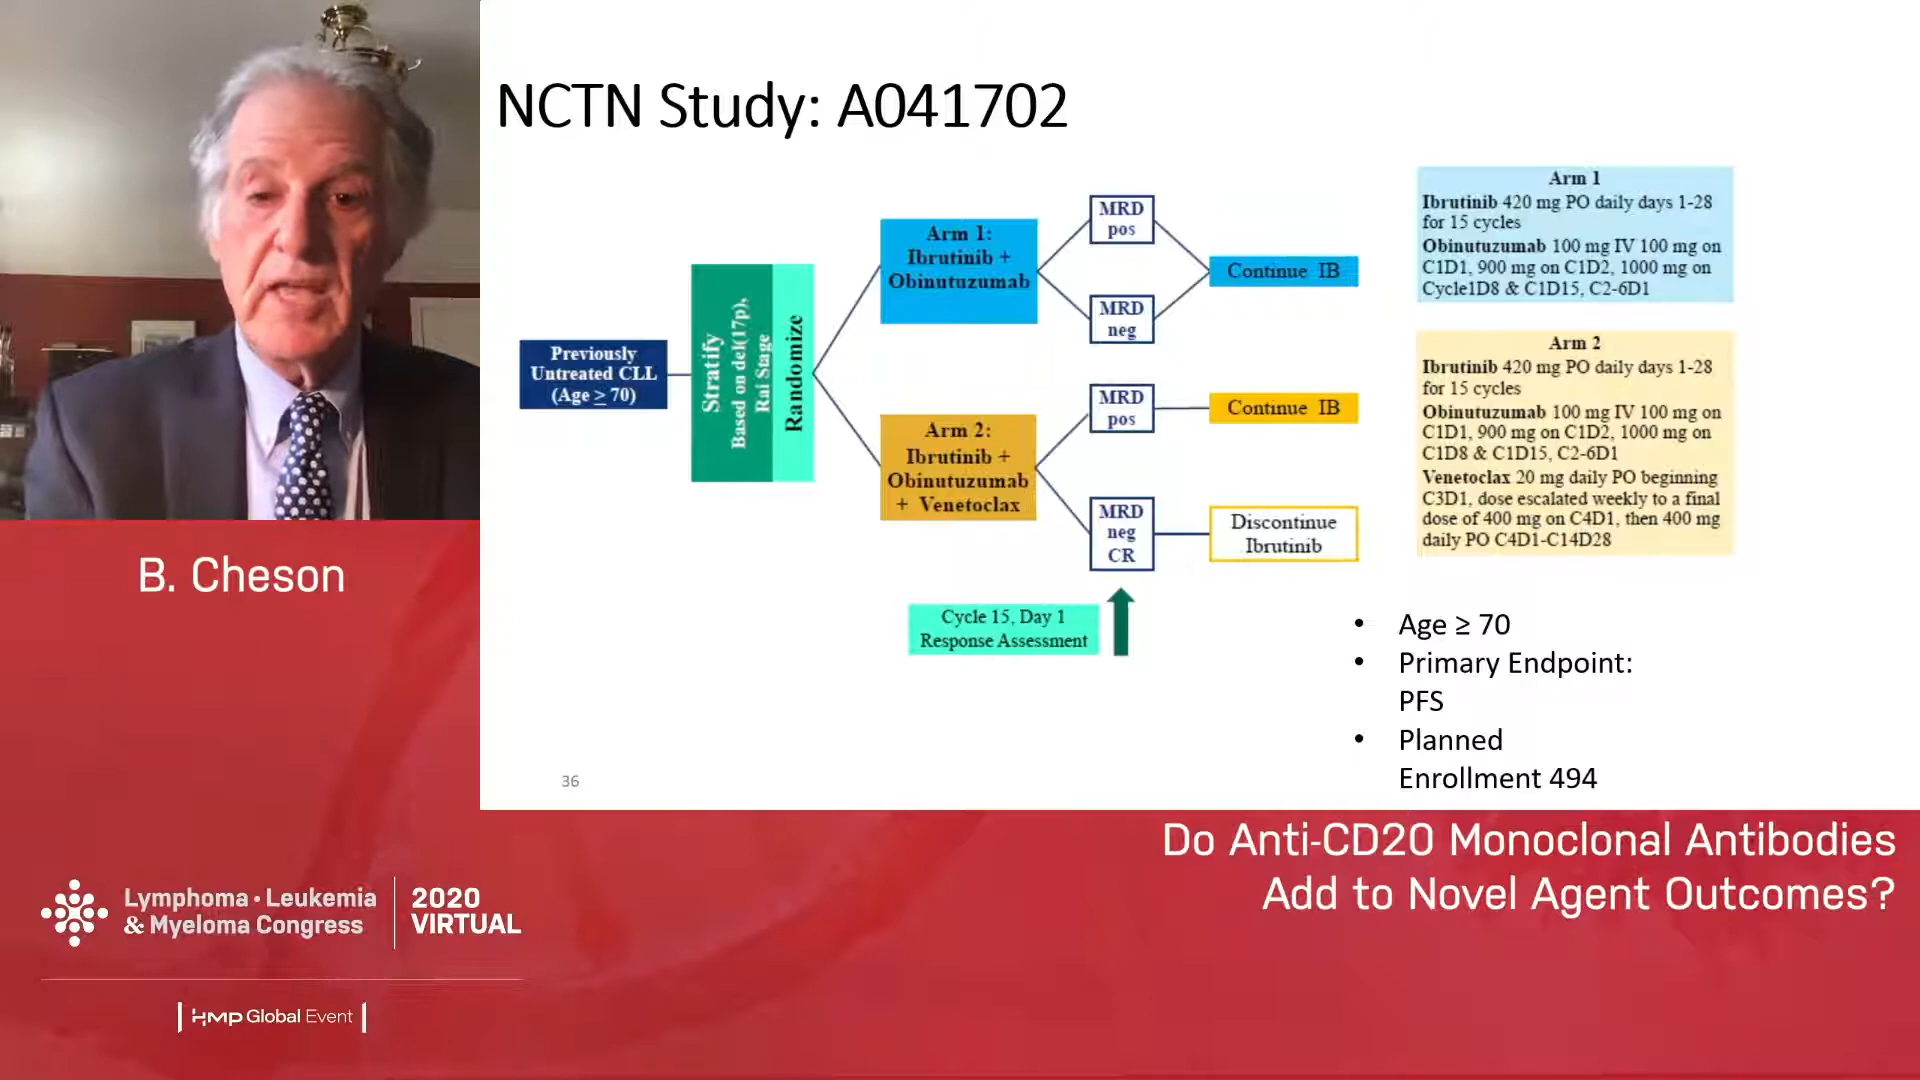 NCTN Study: A041702
Previously
Untreated CLL
(Age ≥ 70)
Stratify
Based on del(17p),
Rai Stage
Randomize
Arm 1:
Ibrutinib +
Obinutuzumab
MRD
pos
MRD
neg
Continue IB
Arm 2:
Ibrutinib +
Obinutuzumab
+ Venetoclax
MRD
pos
Continue IB
MRD
neg
CR
Discontinue
Ibrutinib
Cycle 15, Day 1
Response Assessment
Arm 1
Ibrutinib 420 mg PO daily days 1-28
for 15 cycles
Obinutuzumab 100 mg IV 100 mg on
C1D1, 900 mg on C1D2, 1000 mg on
Cycle1D8 & C1D15, C2-6D1
Arm 2
Ibrutinib 420 mg PO daily days 1-28
for 15 cycles
Obinutuzumab 100 mg IV 100 mg on
C1D1, 900 mg on C1D2, 1000 mg on
C1D8 & C1D15, C2-6D1
Venetoclax 20 mg daily PO beginning
C3D1, dose escalated weekly to a final
dose of 400 mg on C4D1, then 400 mg
daily PO C4D1-C14D28
• Age ≥ 70
• Primary Endpoint:
PFS
• Planned
Enrollment 494
36
B. Cheson
Do Anti-CD20 Monoclonal Antibodies
Add to Novel Agent Outcomes?
Lymphoma • Leukemia
& Myeloma Congress
2020
VIRTUAL
HMP Global Event